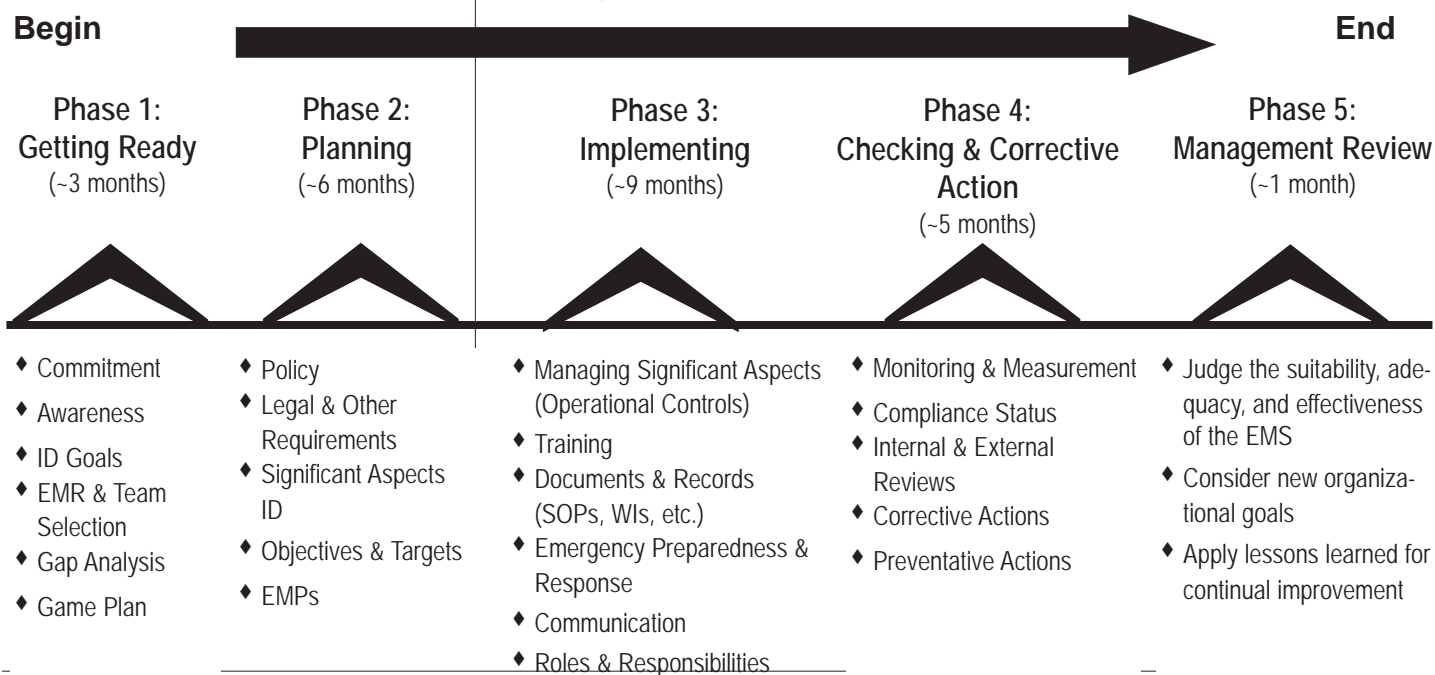 Begin
End
Phase 1:
Getting Ready
(~3 months)
Phase 2:
Planning
(~6 months)
Phase 3:
Implementing
(~9 months)
Phase 4:
Checking & Corrective
Action
(~5 months)
Phase 5:
Management Review
(~1 month)
♦ Commitment
♦ Awareness
♦ ID Goals
♦ EMR & Team
Selection
♦ Gap Analysis
♦ Game Plan
♦ Policy
♦ Legal & Other
Requirements
♦ Significant Aspects
ID
♦ Objectives & Targets
♦ EMPs
♦ Managing Significant Aspects
(Operational Controls)
♦ Training
♦ Documents & Records
(SOPs, WIs, etc.)
♦ Emergency Preparedness &
Response
♦ Communication
♦ Roles & Responsibilities
♦ Monitoring & Measurement
♦ Compliance Status
♦ Internal & External
Reviews
♦ Corrective Actions
♦ Preventative Actions
♦ Judge the suitability, ade-
quacy, and effectiveness
of the EMS
♦ Consider new organiza-
tional goals
♦ Apply lessons learned for
continual improvement